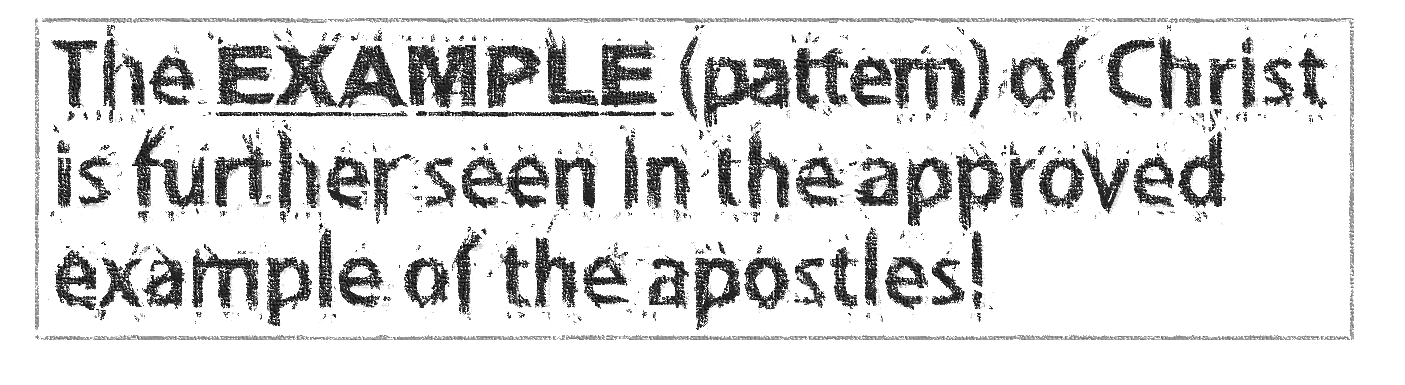 The EXAMPLE (pattern) of Christ
is further seen in the approved
example of the apostles!